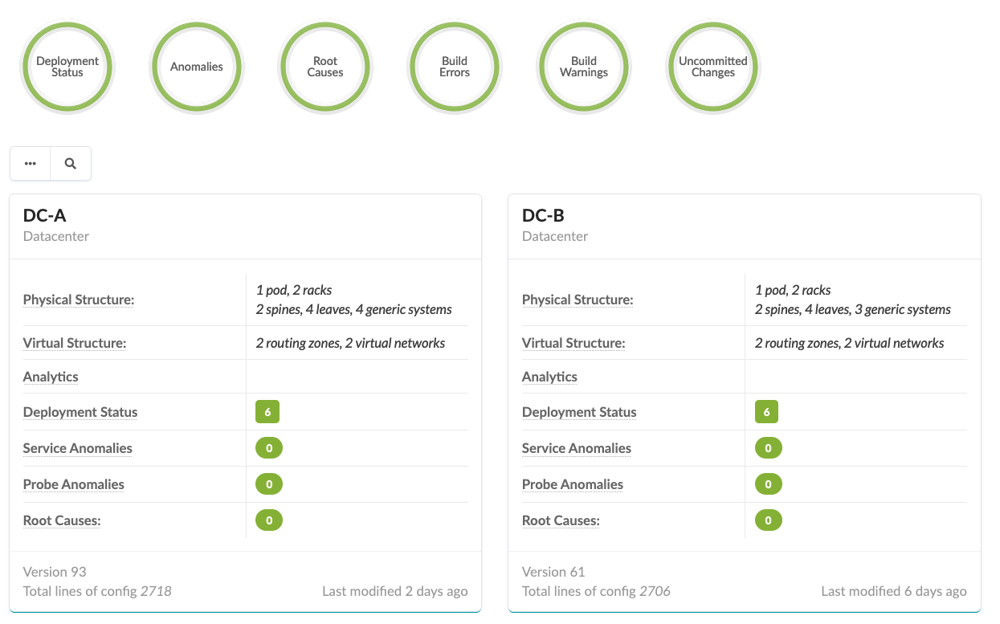 Deployment
Status
Anomalies
Root
Causes
Build
Errors
Build
Warnings
Uncommitted
Changes
DC-A
Datacenter
Physical Structure:
1 pod, 2 racks
2 spines, 4 leaves, 4 generic systems
Virtual Structure:
2 routing zones, 2 virtual networks
Analytics
Deployment Status
6
Service Anomalies
0
Probe Anomalies
0
Root Causes:
0
Version 93
Total lines of config 2718
Last modified 2 days ago
DC-B
Datacenter
Physical Structure:
1 pod, 2 racks
2 spines, 4 leaves, 3 generic systems
Virtual Structure:
2 routing zones, 2 virtual networks
Analytics
Deployment Status
6
Service Anomalies
0
Probe Anomalies
0
Root Causes:
0
Version 61
Total lines of config 2706
Last modified 6 days ago